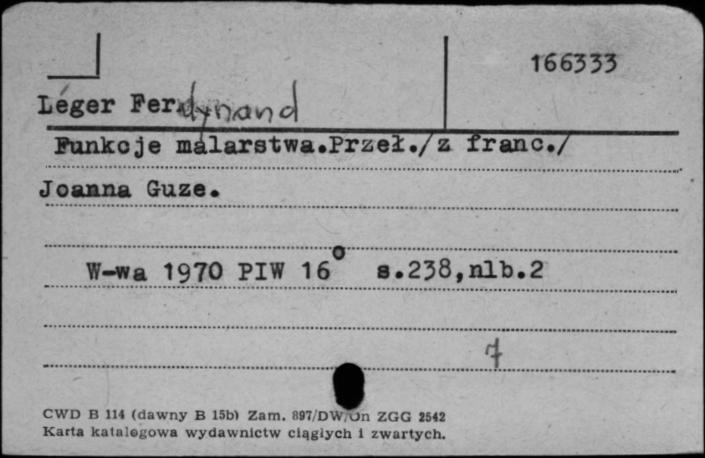 166333
Léger Ferdynand
Funkcje malarstwa.Przeł./z franc./
Joanna Guze.
W-wa 1970 PIW 16° s.238,nlb.2
7
CWD B 114 (dawny B 15b) Zam. 897/DW/On ZGG 2542
Karta katalogowa wydawnictw ciągłych i zwartych.